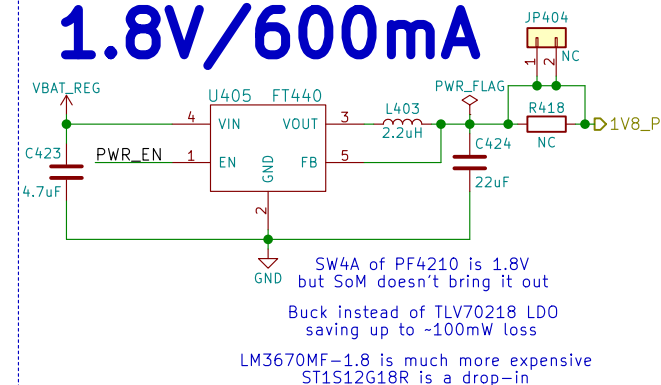 1.8V/600mA
JP404
1
2
NC
VBAT_REG
U405
FT440
PWR_FLAG
R418
L403
4
VIN
VOUT
3
2.2uH
1V8_P
C423
PWR_EN
1
EN
GND
FB
5
C424
NC
4.7uF
22uF
2
GND
SW4A of PF4210 is 1.8V
but SoM doesn't bring it out
Buck instead of TLV70218 LDO
saving up to ~100mW loss
LM3670MF-1.8 is much more expensive
ST1S12G18R is a drop-in